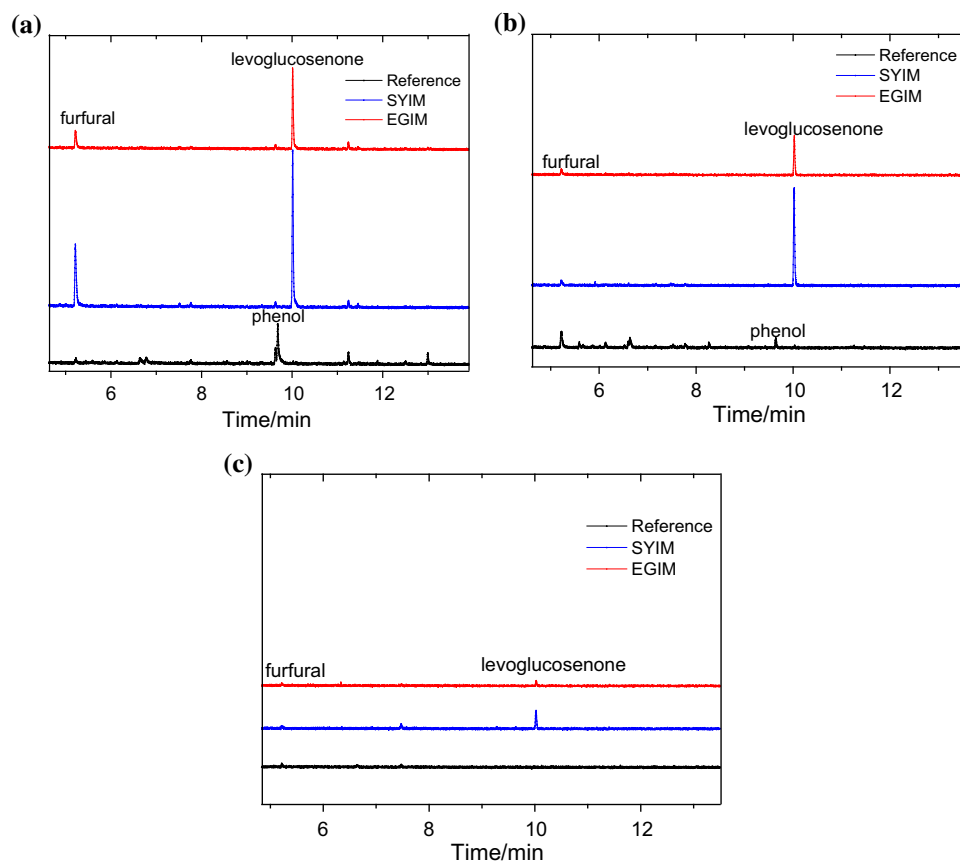 (a)
levoglucosenone
Reference
SYIM
EGIM
furfural
phenol
6 8 10 12
Time/min
(b)
Reference
SYIM
EGIM
levoglucosenone
furfural
phenol
6 8 10 12
Time/min
(c)
Reference
SYIM
EGIM
furfural
levoglucosenone
6 8 10 12
Time/min